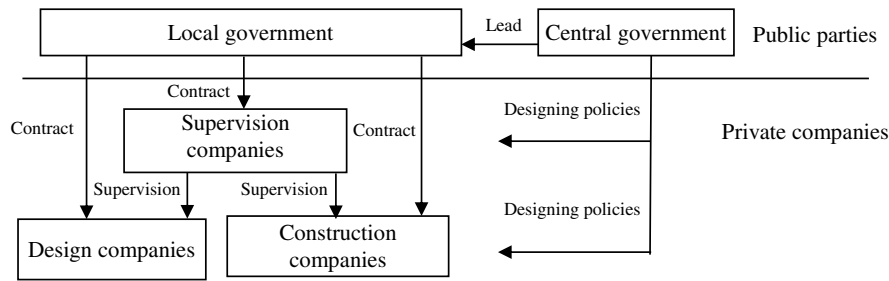 Local government
Lead
Central government
Public parties
Contract
Designing policies
Contract
Supervision
companies
Contract
Private companies
Supervision
Supervision
Designing policies
Design companies
Construction
companies